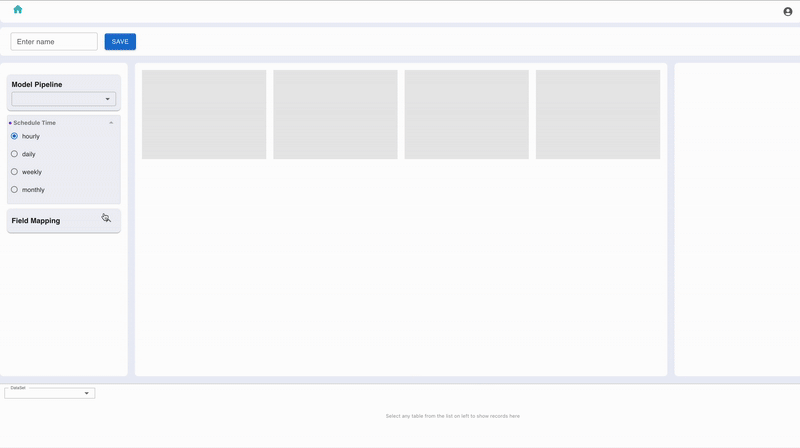 Enter name
SAVE
Model Pipeline
Schedule Time
hourly
daily
weekly
monthly
Field Mapping
DataSet
Select any table from the list on left to show records here